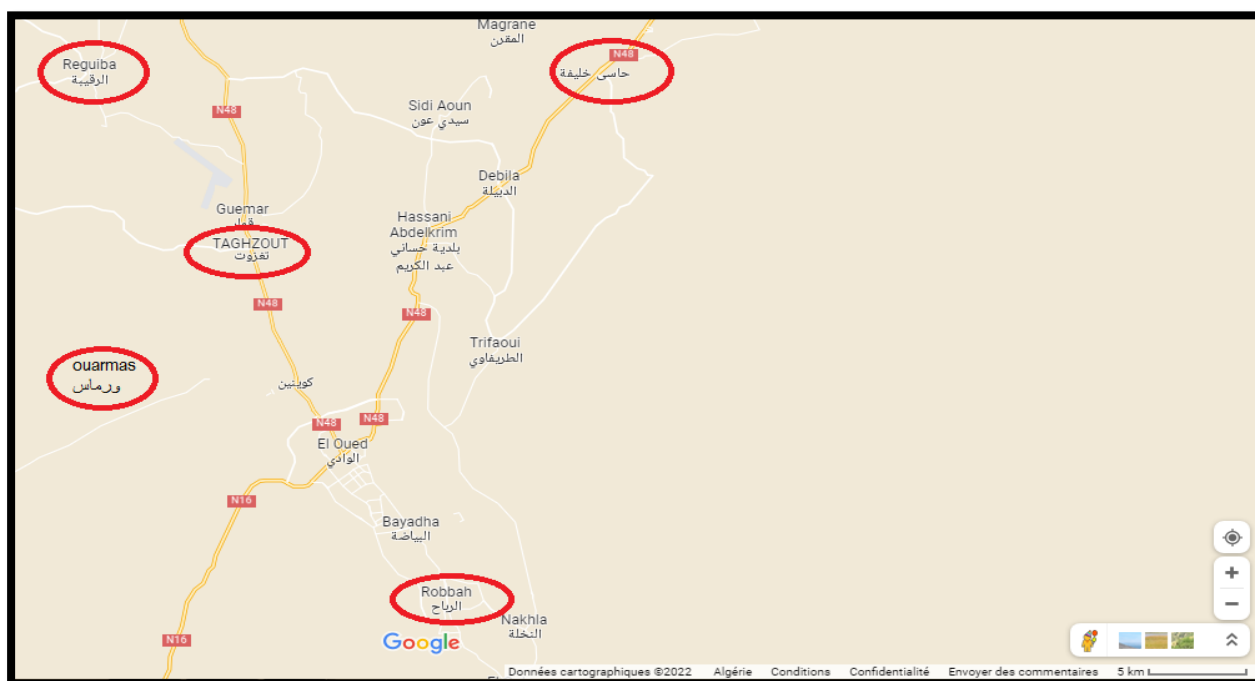 Magrane
المقرن
N48
Reguiba
الرقيبة
حاسي خليفة
Sidi Aoun
سيدي عون
N48
Debila
الدبيلة
Guemar
قمار
Hassani
Abdelkrim
بلدية حساني
عبد الكريم
TAGHZOUT
تغزوت
N48
N48
Trifaoui
الطريفاوي
ouarmas
ورماس
كوينين
N48
N48
El Oued
الوادي
N16
Bayadha
البياضة
Robbah
الرباح
Nakhla
النخلة
N16
Google
Données cartographiques ©2022 Algérie Conditions Confidentialité Envoyer des commentaires 5 km